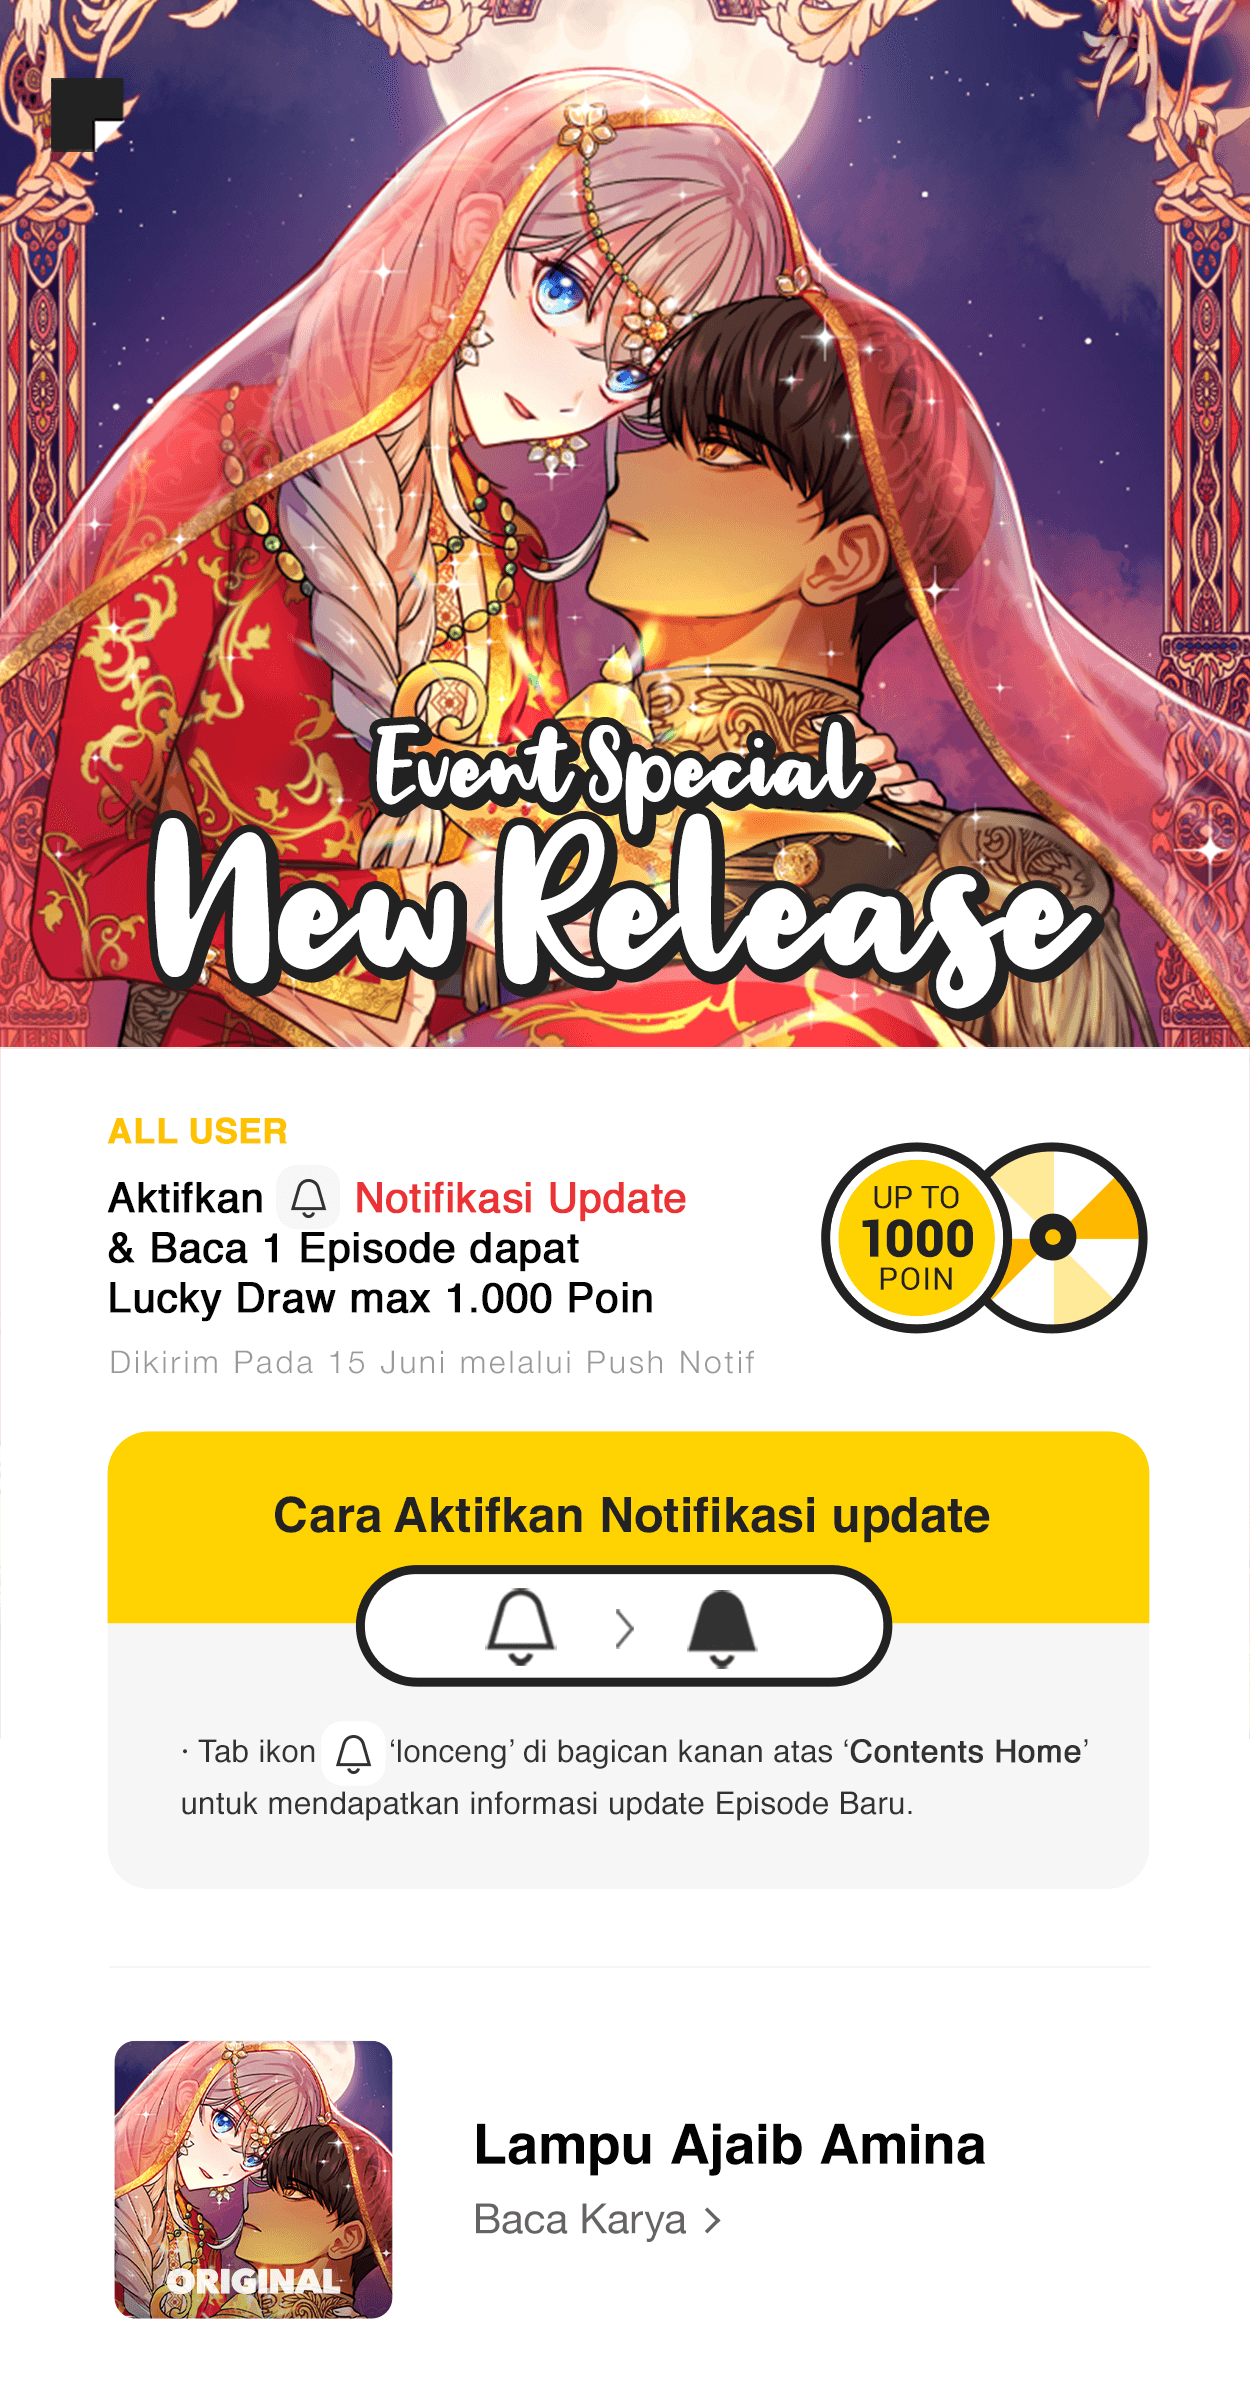 Event Special
New Release
ALL USER
Aktifkan Notifikasi Update
& Baca 1 Episode dapat
Lucky Draw max 1.000 Poin
Dikirim Pada 15 Juni melalui Push Notif
UP TO
1000
POIN
Cara Aktifkan Notifikasi update
· Tab ikon ‘lonceng’ di bagican kanan atas ‘Contents Home’
untuk mendapatkan informasi update Episode Baru.
ORIGINAL
Lampu Ajaib Amina
Baca Karya >